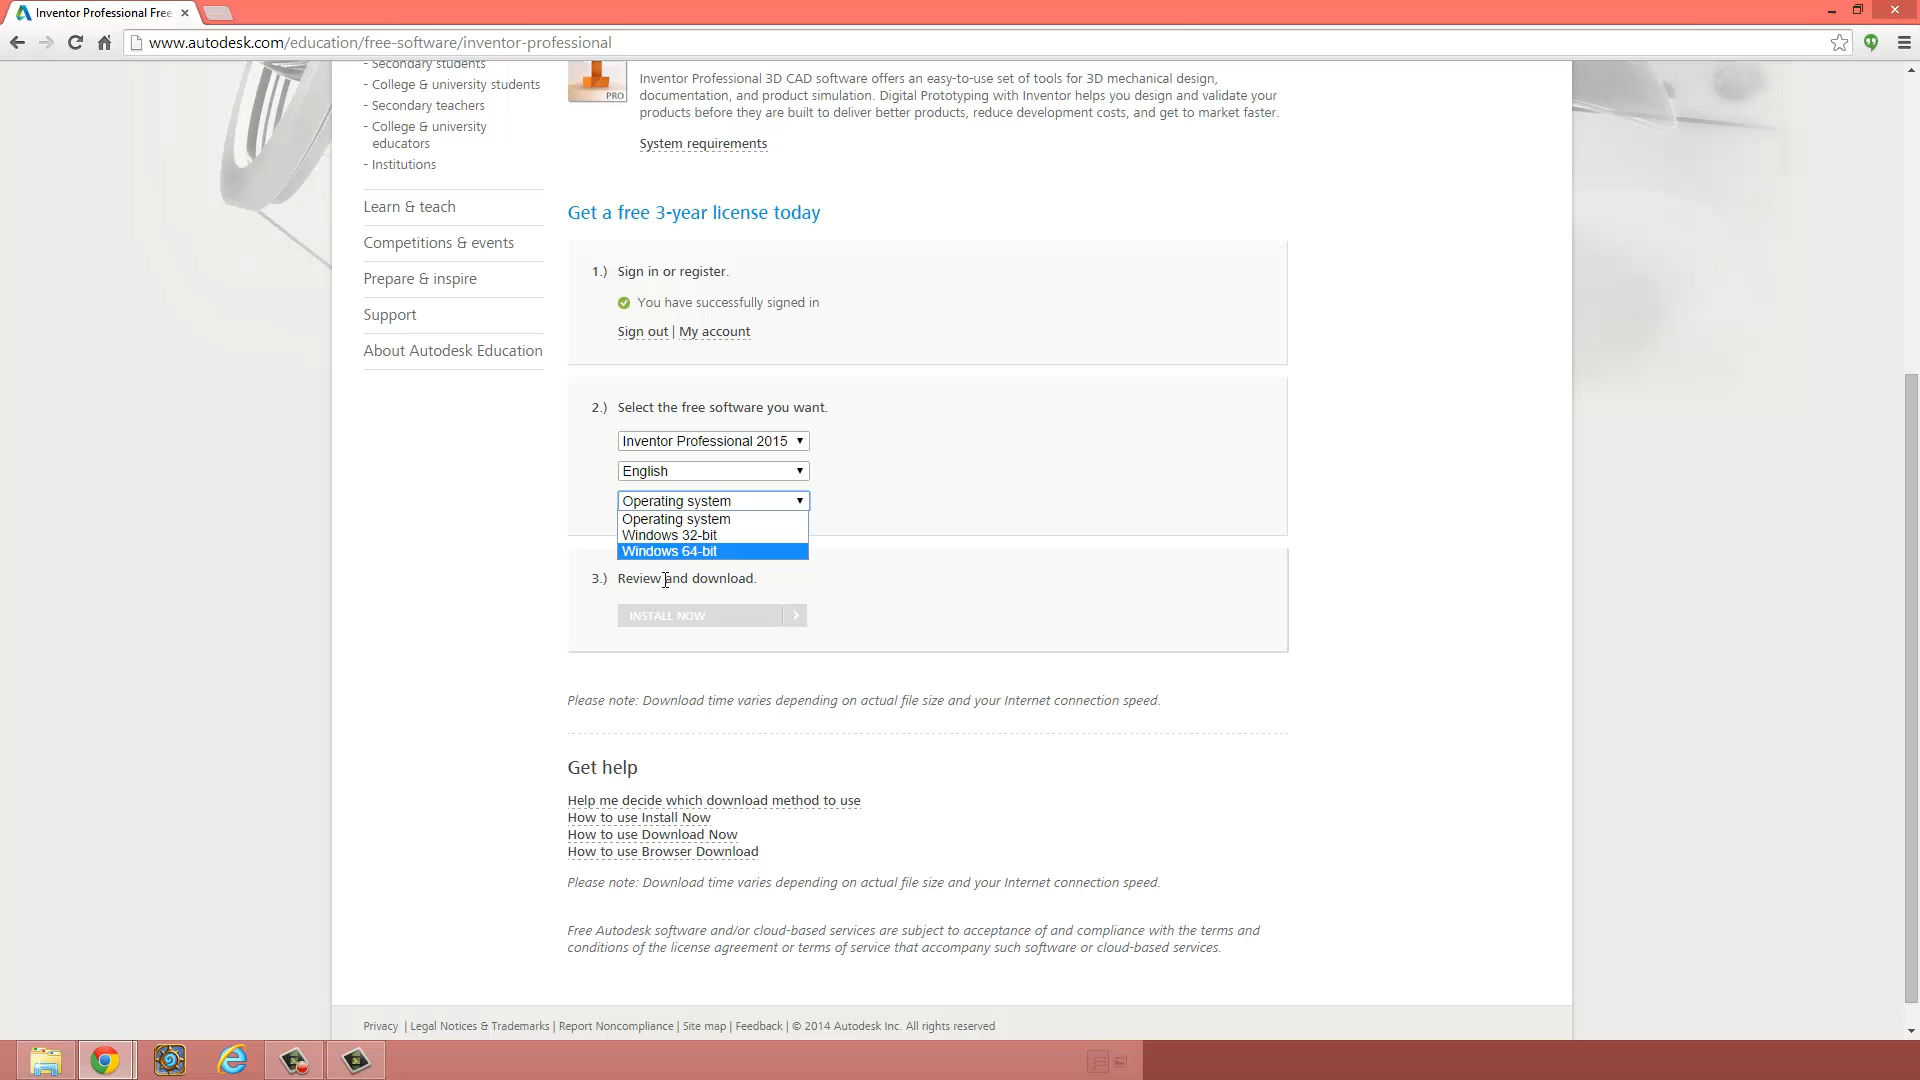 Inventor Professional Free
www.autodesk.com/education/free-software/inventor-professional
- Secondary students
- College & university students
- Secondary teachers
- College & university
educators
- Institutions
Learn & teach
Competitions & events
Prepare & inspire
Support
About Autodesk Education
PRO
Inventor Professional 3D CAD software offers an easy-to-use set of tools for 3D mechanical design,
documentation, and product simulation. Digital Prototyping with Inventor helps you design and validate your
products before they are built to deliver better products, reduce development costs, and get to market faster.
System requirements
Get a free 3-year license today
1.) Sign in or register.
You have successfully signed in
Sign out | My account
2.) Select the free software you want.
Inventor Professional 2015
English
Operating system
Operating system
Windows 32-bit
Windows 64-bit
3.) Review and download.
INSTALL NOW
Please note: Download time varies depending on actual file size and your Internet connection speed.
Get help
Help me decide which download method to use
How to use Install Now
How to use Download Now
How to use Browser Download
Please note: Download time varies depending on actual file size and your Internet connection speed.
Free Autodesk software and/or cloud-based services are subject to acceptance of and compliance with the terms and
conditions of the license agreement or terms of service that accompany such software or cloud-based services.
Privacy | Legal Notices & Trademarks | Report Noncompliance | Site map | Feedback | © 2014 Autodesk Inc. All rights reserved